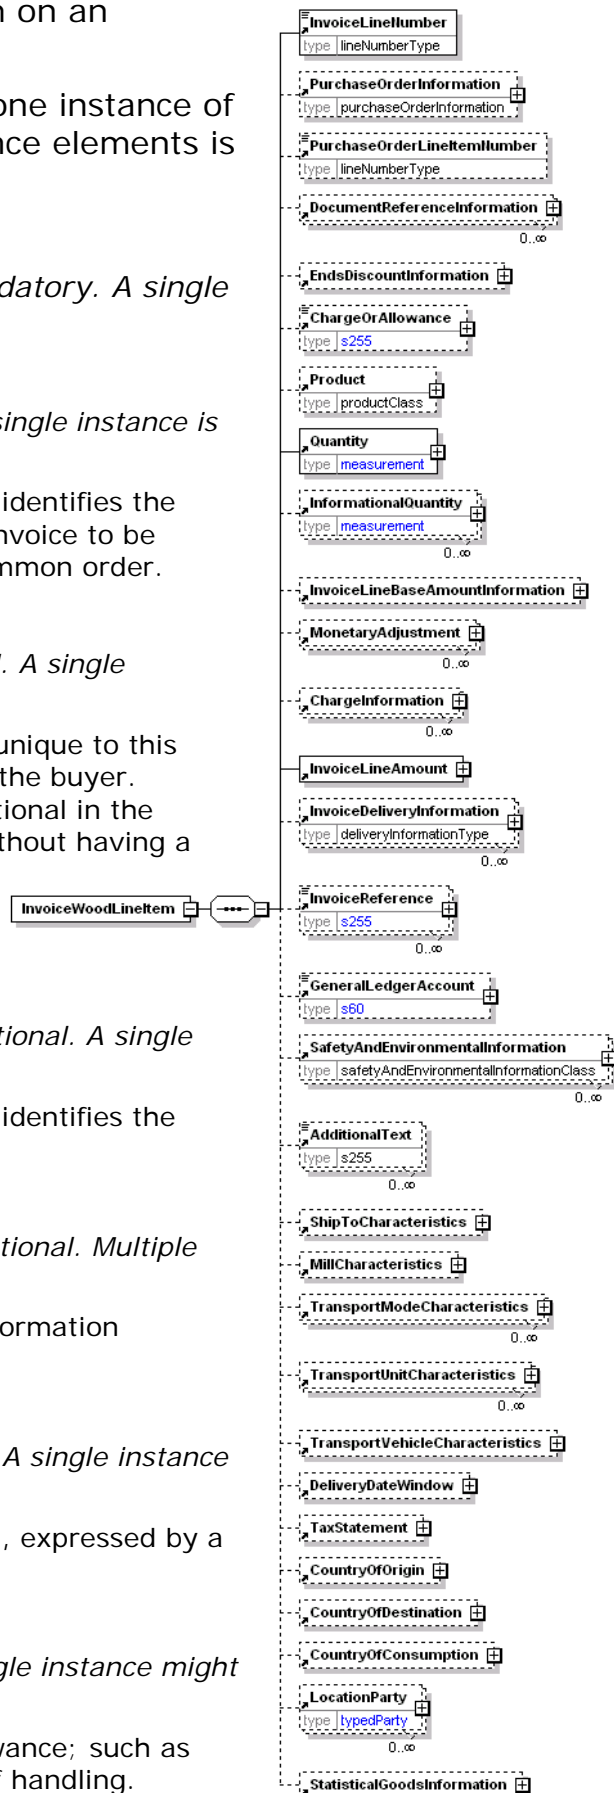 n on an
one instance of
nce elements is
datory. A single
single instance is
identifies the
nvoice to be
mmon order.
l. A single
unique to this
the buyer.
tional in the
thout having a
tional. A single
identifies the
tional. Multiple
formation
A single instance
, expressed by a
gle instance might
wance; such as
f handling.
InvoiceWoodLineItem
InvoiceLineNumber
type lineNumberType
PurchaseOrderInformation
type purchaseOrderInformation
PurchaseOrderLineItemNumber
type lineNumberType
DocumentReferenceInformation
0..∞
EndsDiscountInformation
ChargeOrAllowance
type s255
Product
type productClass
Quantity
type measurement
InformationalQuantity
type measurement
0..∞
InvoiceLineBaseAmountInformation
MonetaryAdjustment
0..∞
ChargeInformation
0..∞
InvoiceLineAmount
InvoiceDeliveryInformation
type deliveryInformationType
0..∞
InvoiceReference
type s255
0..∞
GeneralLedgerAccount
type s60
SafetyAndEnvironmentalInformation
type safetyAndEnvironmentalInformationClass
0..∞
AdditionalText
type s255
0..∞
ShipToCharacteristics
MillCharacteristics
TransportModeCharacteristics
0..∞
TransportUnitCharacteristics
0..∞
TransportVehicleCharacteristics
DeliveryDateWindow
TaxStatement
CountryOfOrigin
CountryOfDestination
CountryOfConsumption
LocationParty
type typedParty
0..∞
StatisticalGoodsInformation